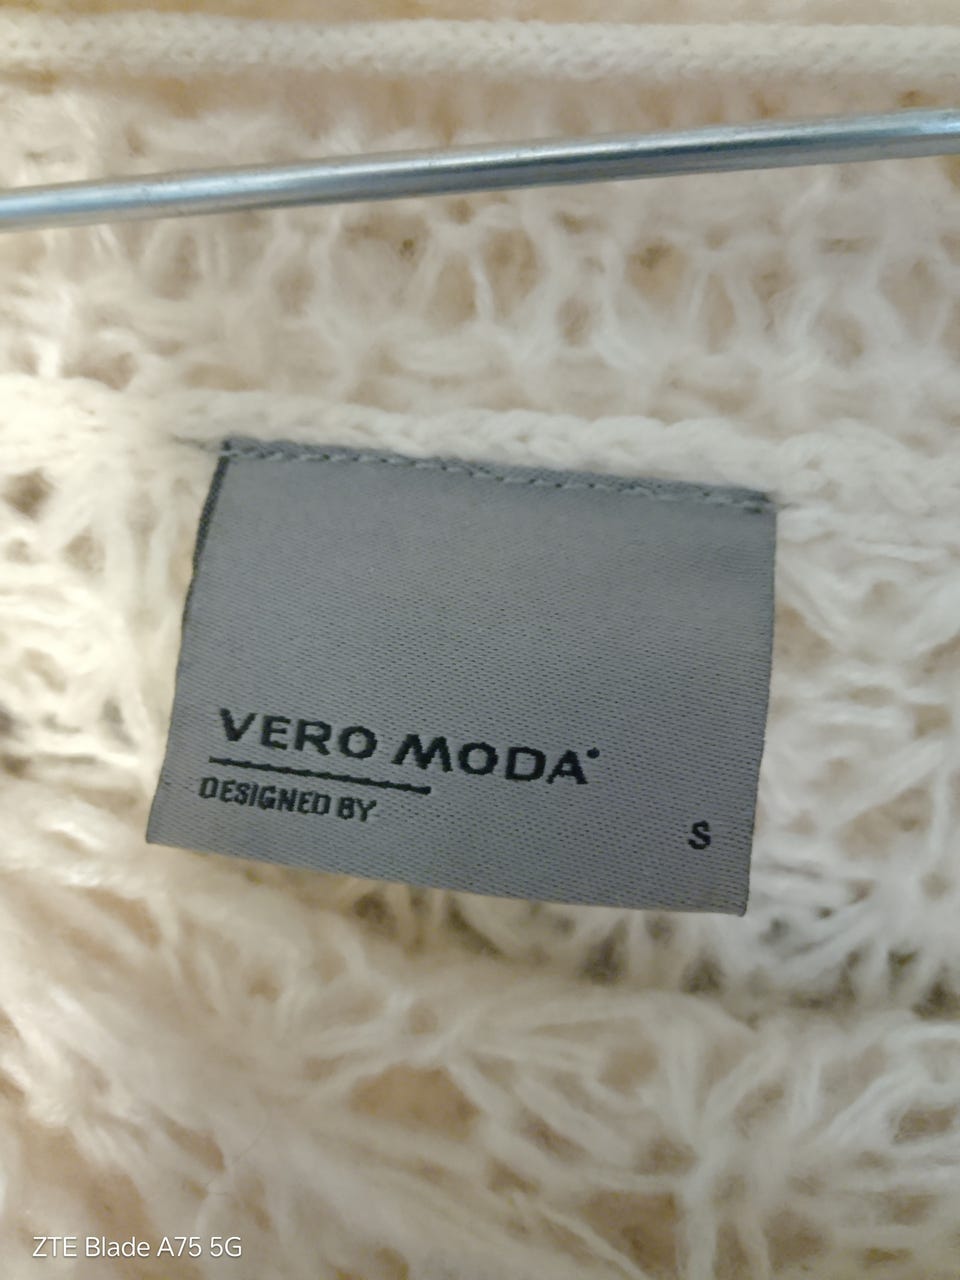 VERO MODA
DESIGNED BY
S
ZTE Blade A75 5G